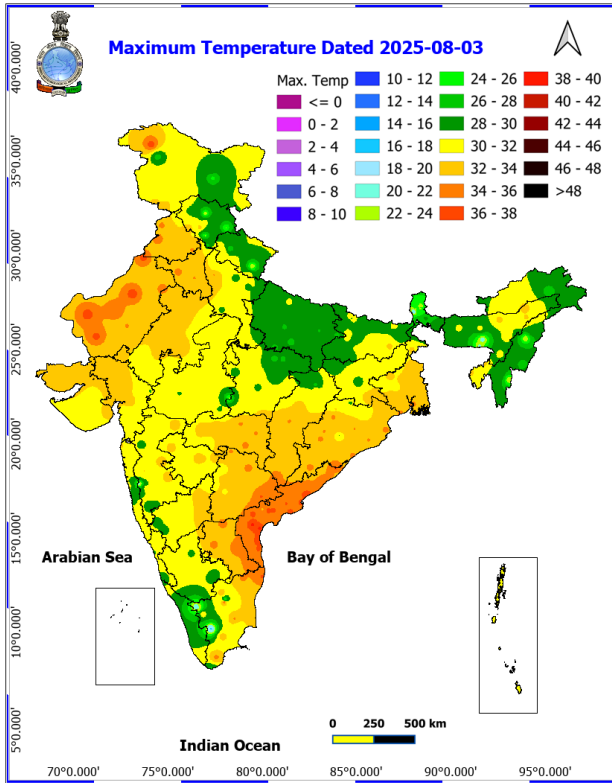 Maximum Temperature Dated 2025-08-03
Max. Temp
<= 0
0 - 2
2 - 4
4 - 6
6 - 8
8 - 10
10 - 12
12 - 14
14 - 16
16 - 18
18 - 20
20 - 22
22 - 24
24 - 26
26 - 28
28 - 30
30 - 32
32 - 34
34 - 36
36 - 38
38 - 40
40 - 42
42 - 44
44 - 46
46 - 48
>48
40°0.000'
35°0.000'
30°0.000'
25°0.000'
20°0.000'
15°0.000'
10°0.000'
5°0.000'
Arabian Sea
Bay of Bengal
Indian Ocean
0 250 500 km
70°0.000' 75°0.000' 80°0.000' 85°0.000' 90°0.000' 95°0.000'